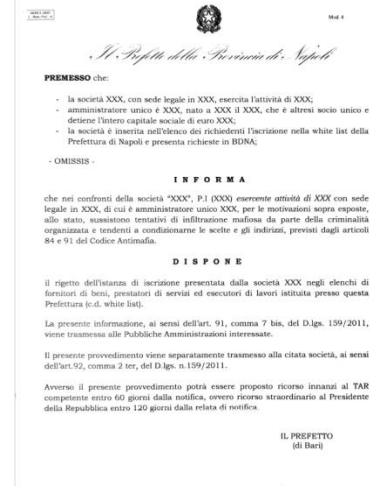 Mod. 4
Il Prefetto della Provincia di Napoli
PREMESSO che:
- la società XXX, con sede legale in XXX, esercita l'attività di XXX;
- amministratore unico è XXX, nato a XXX il XXX, che è altresì socio unico e
detiene l'intero capitale sociale di euro XXX;
- la società è inserita nell'elenco dei richiedenti l'iscrizione nella white list della
Prefettura di Napoli e presenta richieste in BDNA;
- OMISSIS -
I N F O R M A
che nei confronti della società "XXX", P.I (XXX) esercente attività di XXX con sede
legale in XXX, di cui è amministratore unico XXX, per le motivazioni sopra esposte,
allo stato, sussistono tentativi di infiltrazione mafiosa da parte della criminalità
organizzata e tendenti a condizionarne le scelte e gli indirizzi, previsti dagli articoli
84 e 91 del Codice Antimafia.
D I S P O N E
il rigetto dell'istanza di iscrizione presentata dalla società XXX negli elenchi di
fornitori di beni, prestatori di servizi ed esecutori di lavori istituita presso questa
Prefettura (c.d. white list).
La presente informazione, ai sensi dell'art. 91, comma 7 bis, del D.lgs. 159/2011,
viene trasmessa alle Pubbliche Amministrazioni interessate.
Il presente provvedimento viene separatamente trasmesso alla citata società, ai sensi
dell'art.92, comma 2 ter, del D.lgs. n.159/2011.
Avverso il presente provvedimento potrà essere proposto ricorso innanzi al TAR
competente entro 60 giorni dalla notifica, ovvero ricorso straordinario al Presidente
della Repubblica entro 120 giorni dalla relata di notifica.
IL PREFETTO
(di Bari)